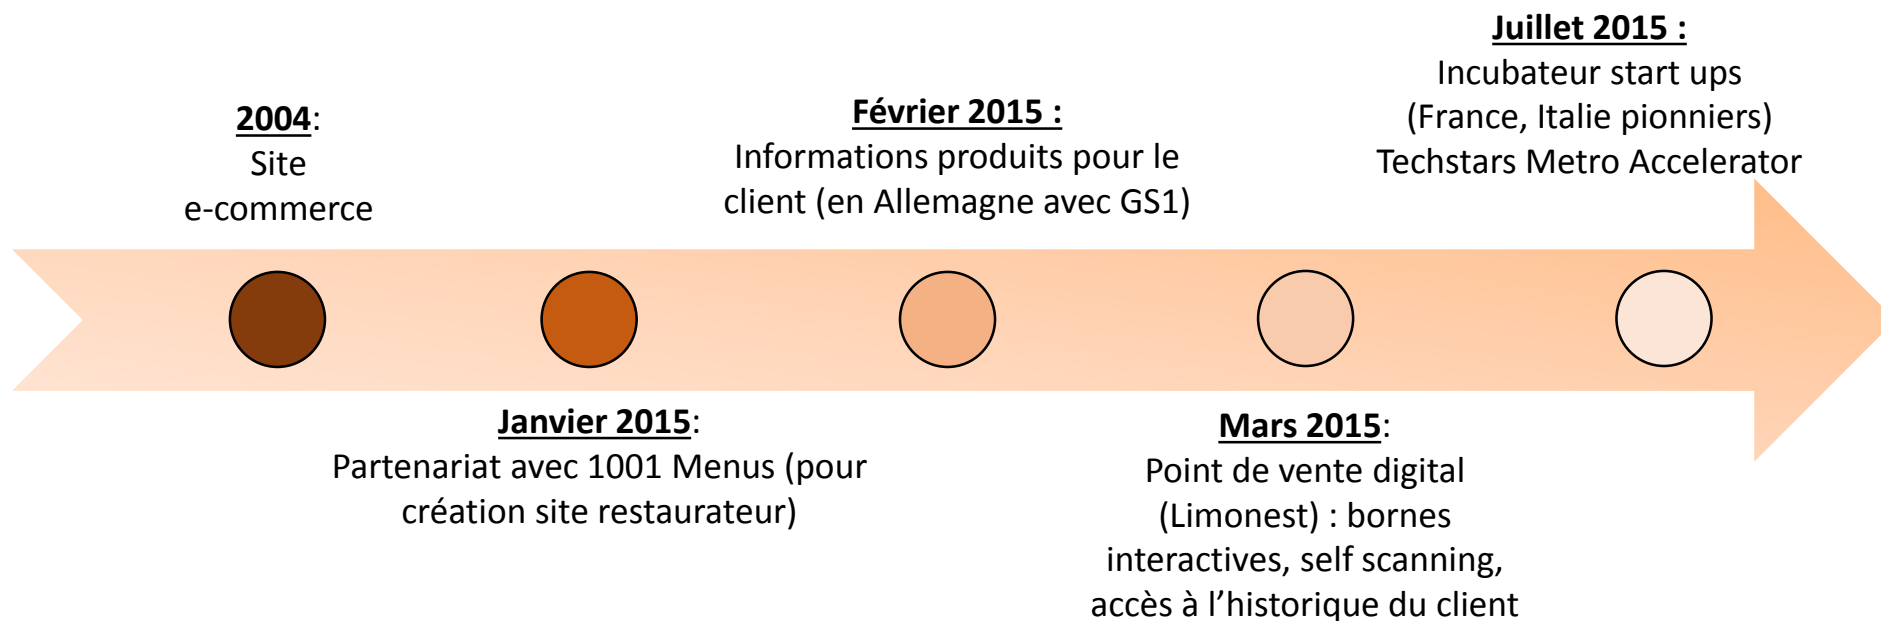 2004:
Site
e-commerce
Janvier 2015:
Partenariat avec 1001 Menus (pour
création site restaurateur)
Février 2015 :
Informations produits pour le
client (en Allemagne avec GS1)
Mars 2015:
Point de vente digital
(Limonest) : bornes
interactives, self scanning,
accès à l’historique du client
Juillet 2015 :
Incubateur start ups
(France, Italie pionniers)
Techstars Metro Accelerator